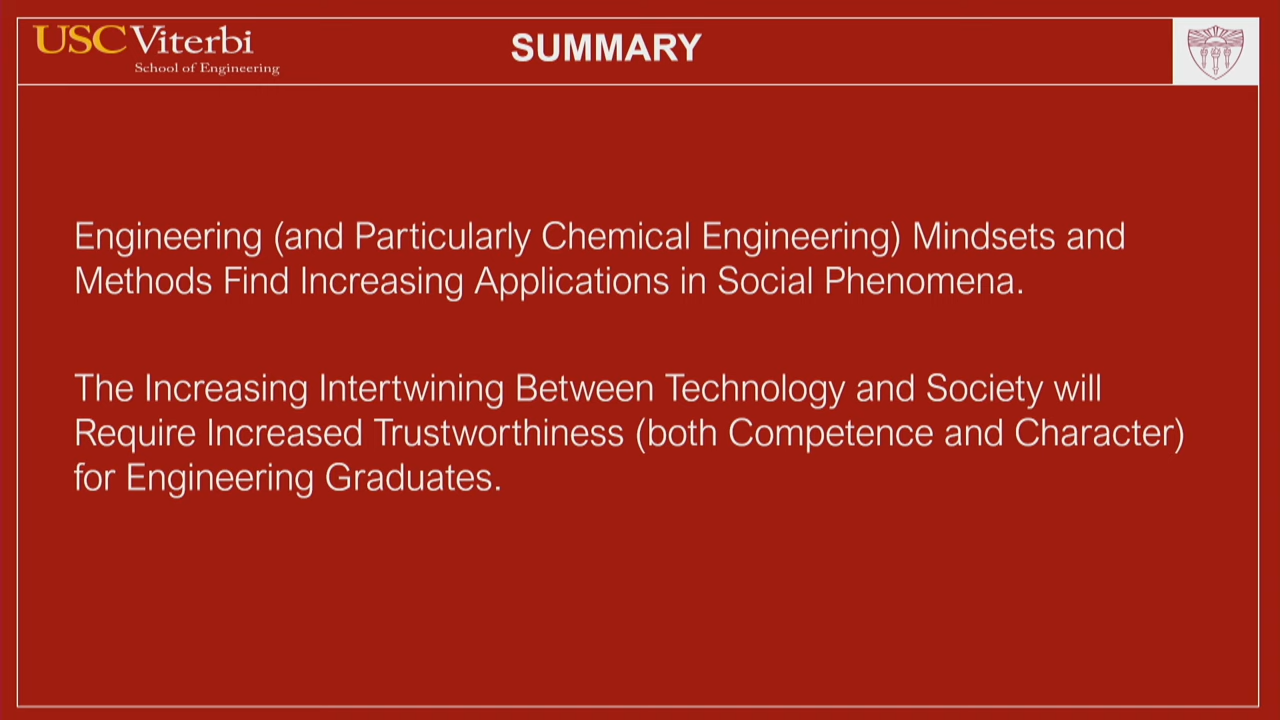 USC Viterbi
School of Engineering
SUMMARY
Engineering (and Particularly Chemical Engineering) Mindsets and
Methods Find Increasing Applications in Social Phenomena.
The Increasing Intertwining Between Technology and Society will
Require Increased Trustworthiness (both Competence and Character)
for Engineering Graduates.